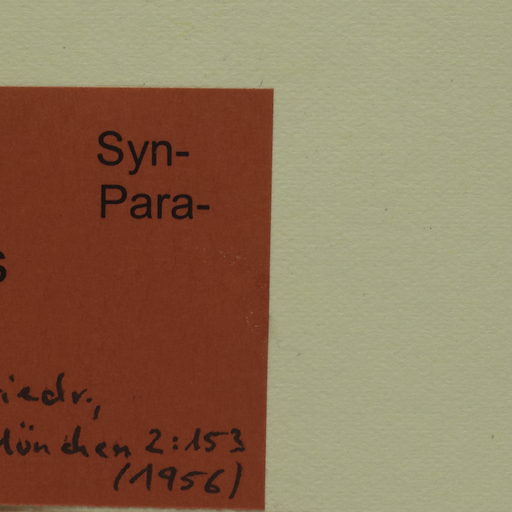 Syn-
Para-
s
iedr.,
München 2:153
(1956)